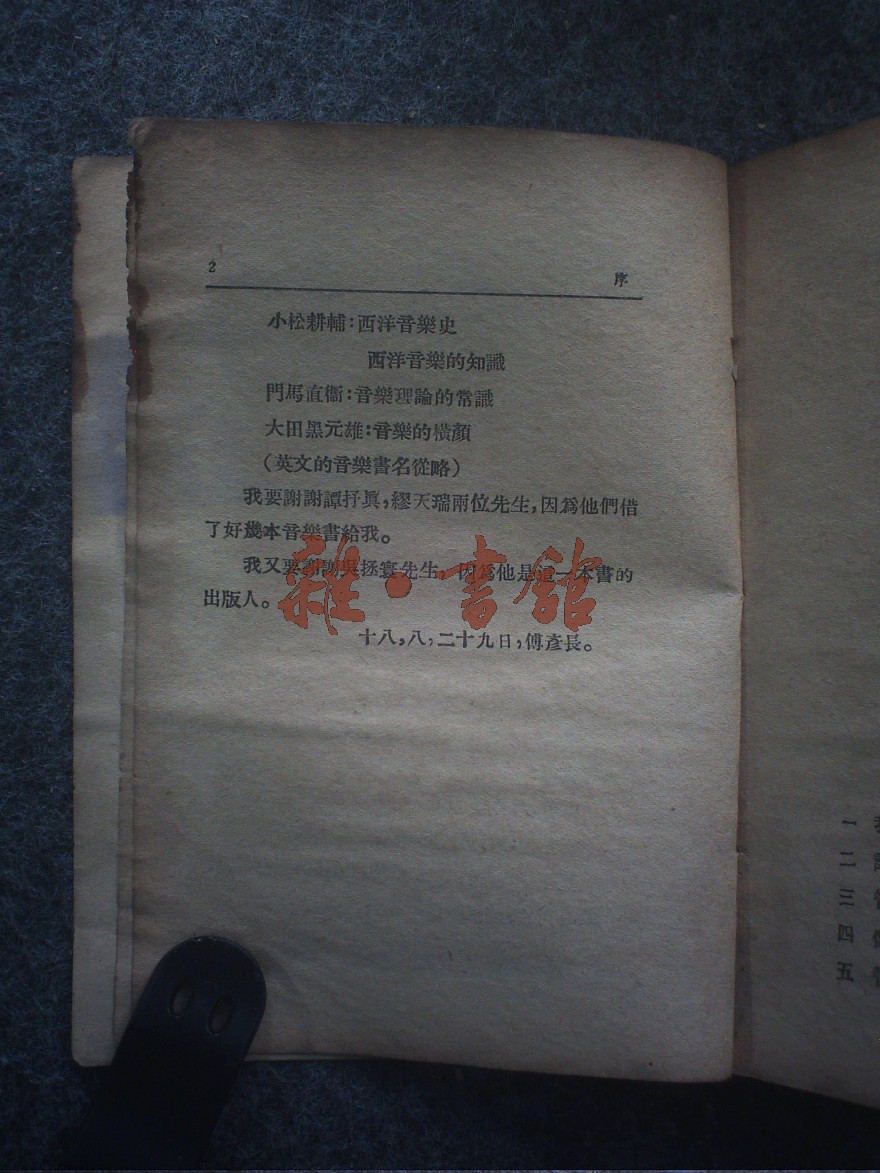 2
序
小松耕輔：西洋音樂史
西洋音樂的知識
門馬直衞：音樂理論的常識
大田黑元雄：音樂的橫顏
（英文的音樂書名從略）
我要謝謝譚抒眞，繆天瑞兩位先生，因爲他們借
了好幾本音樂書給我。
我又要謝謝吳拯寰先生，因爲他是這一本書的
出版人。
十八，八，二十九日，傅彥長。
雜·書舘
一
二
三
四
五